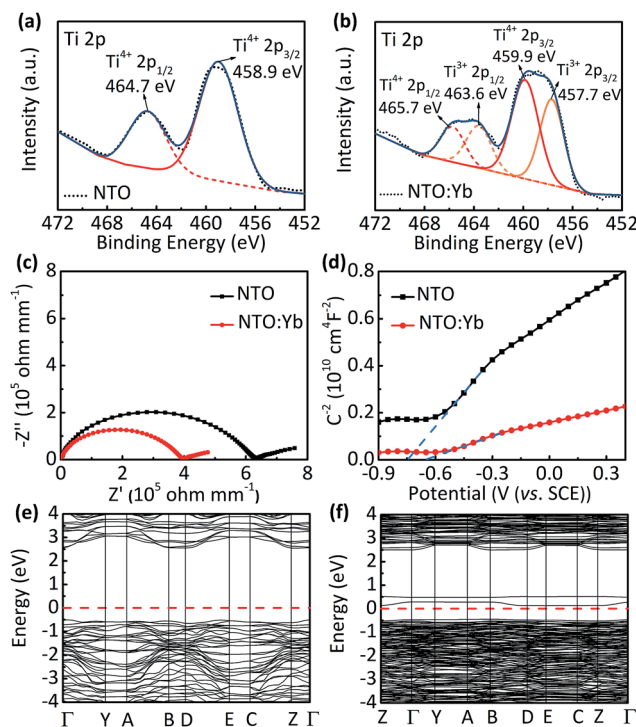 (a)
Ti 2p
Ti⁴⁺ 2p₁/₂
464.7 eV
Ti⁴⁺ 2p₃/₂
458.9 eV
NTO
Intensity (a.u.)
472 468 464 460 456 452
Binding Energy (eV)
(b)
Ti 2p
Ti⁴⁺ 2p₁/₂
465.7 eV
Ti³⁺ 2p₁/₂
463.6 eV
Ti⁴⁺ 2p₃/₂
459.9 eV
Ti³⁺ 2p₃/₂
457.7 eV
NTO:Yb
Intensity (a.u.)
472 468 464 460 456 452
Binding Energy (eV)
(c)
NTO
NTO:Yb
-Z'' (10⁵ ohm mm⁻¹)
8
6
4
2
0
0 2 4 6 8
Z' (10⁵ ohm mm⁻¹)
(d)
NTO
NTO:Yb
C⁻² (10¹⁰ cm⁴F⁻²)
0.8
0.6
0.4
0.2
0.0
-0.9 -0.6 -0.3 0.0 0.3
Potential (V (vs. SCE))
(e)
Energy (eV)
4
3
2
1
0
-1
-2
-3
-4
Γ Y A B D E C Z Γ
(f)
Energy (eV)
4
3
2
1
0
-1
-2
-3
-4
Z Γ Y A B D E C Z Γ